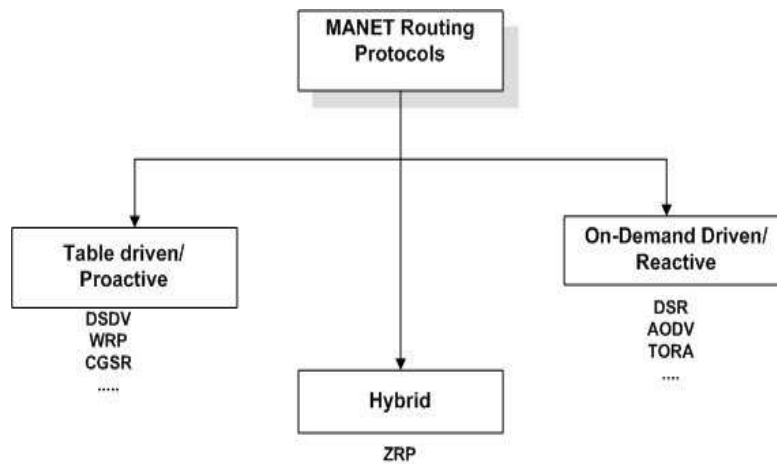 MANET Routing
Protocols
Table driven/
Proactive
DSDV
WRP
CGSR
.....
Hybrid
ZRP
On-Demand Driven/
Reactive
DSR
AODV
TORA
....